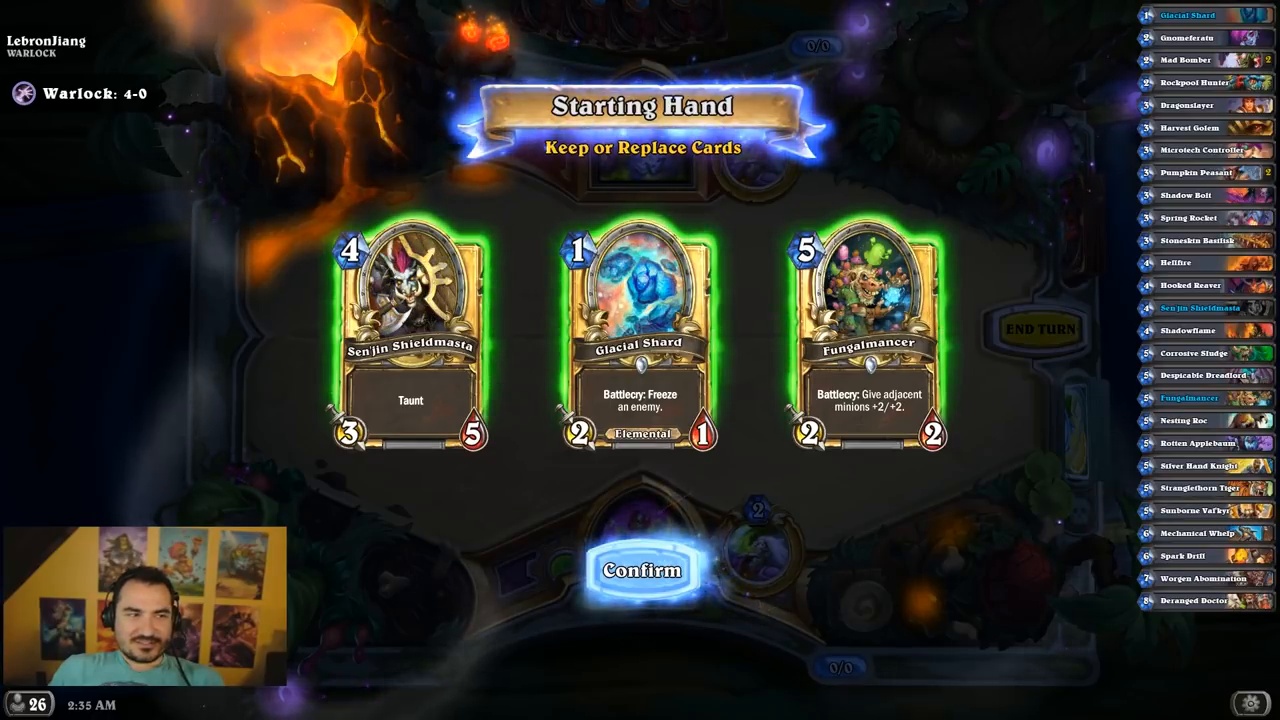 LebronJiang
WARLOCK
Warlock: 4-0
0/0
Starting Hand
Keep or Replace Cards
4
Sen'jin Shieldmasta
Taunt
3
5
1
Glacial Shard
Battlecry: Freeze
an enemy.
Elemental
2
1
5
Fungalmancer
Battlecry: Give adjacent
minions +2/+2.
2
2
END TURN
2
Confirm
0/0
26
2:35 AM
1 Glacial Shard
2 Gnomeferatu
2 Mad Bomber 2
2 Rockpool Hunter
3 Dragonslayer
3 Harvest Golem
3 Microtech Controller
3 Pumpkin Peasant 2
3 Shadow Bolt
3 Spring Rocket
3 Stoneskin Basilisk
4 Hellfire
4 Hooked Reaver
4 Sen'jin Shieldmasta
4 Shadowflame
5 Corrosive Sludge
5 Despicable Dreadlord
5 Fungalmancer
5 Nesting Roc
5 Rotten Applebaum
5 Silver Hand Knight
5 Stranglethorn Tiger
5 Sunborne Val'kyr
6 Mechanical Whelp
6 Spark Drill
7 Worgen Abomination
8 Deranged Doctor